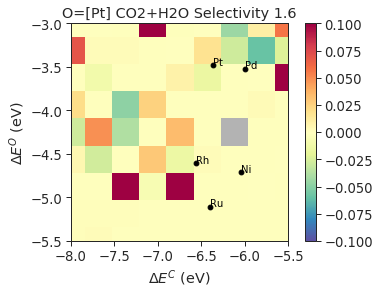 O=[Pt] CO2+H2O Selectivity 1.6
−3.0
−3.5
−4.0
−4.5
−5.0
−5.5
ΔE^O (eV)
Pt
Pd
Rh
Ni
Ru
−8.0 −7.5 −7.0 −6.5 −6.0 −5.5
ΔE^C (eV)
0.100
0.075
0.050
0.025
0.000
−0.025
−0.050
−0.075
−0.100